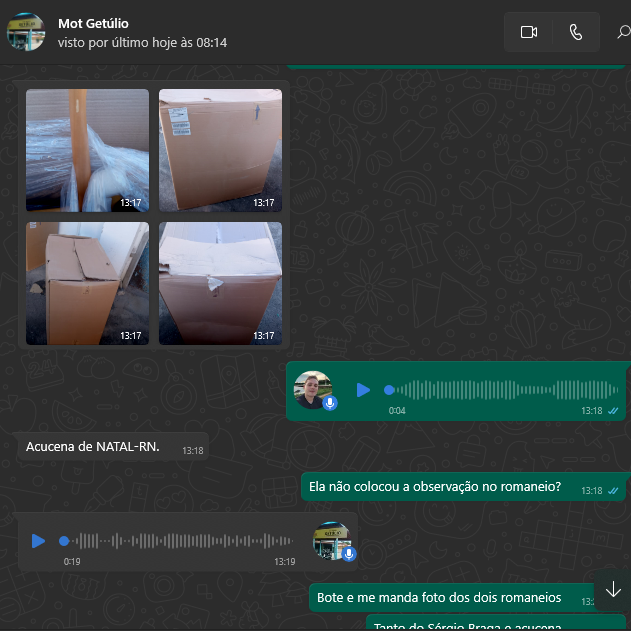 Mot Getúlio
visto por último hoje às 08:14
13:17
13:17
13:17
13:17
0:04
13:18
Acucena de NATAL-RN.
13:18
Ela não colocou a observação no romaneio?
13:18
0:19
13:19
Bote e me manda foto dos dois romaneios
Tanto do Sérgio Braga e acucena